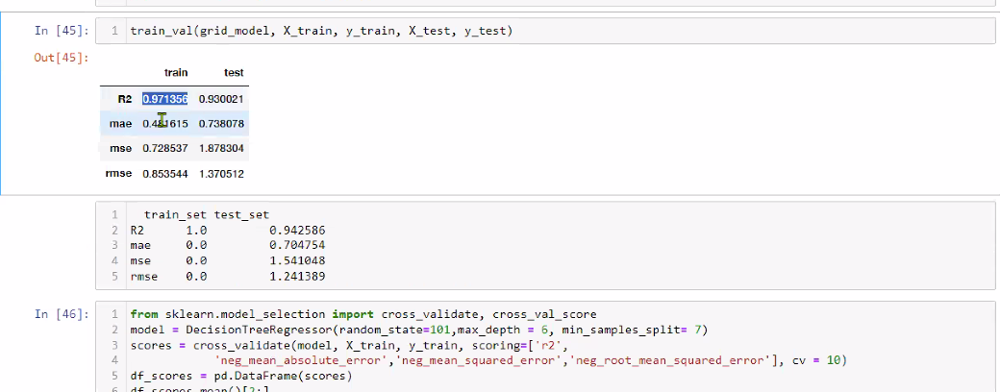 In [45]: 1 train_val(grid_model, X_train, y_train, X_test, y_test)
Out[45]:
train test
R2 0.971356 0.930021
mae 0.481615 0.738078
mse 0.728537 1.878304
rmse 0.853544 1.370512
1 train_set test_set
2 R2 1.0 0.942586
3 mae 0.0 0.704754
4 mse 0.0 1.541048
5 rmse 0.0 1.241389
In [46]: 1 from sklearn.model_selection import cross_validate, cross_val_score
2 model = DecisionTreeRegressor(random_state=101,max_depth = 6, min_samples_split= 7)
3 scores = cross_validate(model, X_train, y_train, scoring=['r2',
4 'neg_mean_absolute_error','neg_mean_squared_error','neg_root_mean_squared_error'], cv = 10)
5 df_scores = pd.DataFrame(scores)
6 df_scores.mean()[2:]